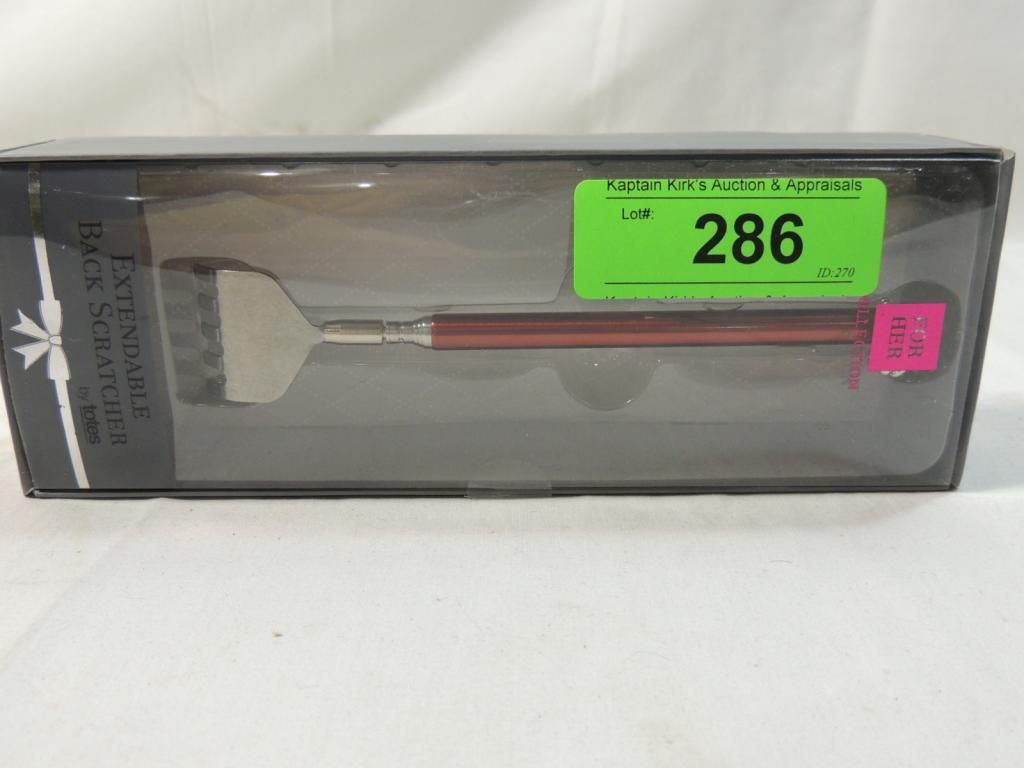 EXTENDABLE
BACK SCRATCHER
by totes
Kaptain Kirk's Auction & Appraisals
Lot#:
286
ID:270
FOR
HER